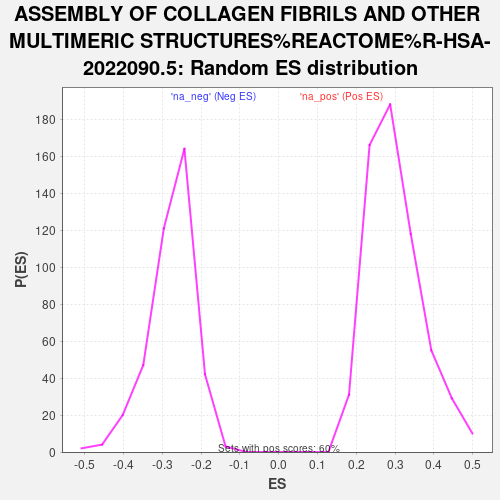 ASSEMBLY OF COLLAGEN FIBRILS AND OTHER
MULTIMERIC STRUCTURES%REACTOME%R-HSA-
2022090.5: Random ES distribution
'na_neg' (Neg ES)
'na_pos' (Pos ES)
P(ES)
180
160
140
120
100
80
60
40
20
0
Sets with pos scores: 60%
-0.5
-0.4
-0.3
-0.2
-0.1
0.0
0.1
0.2
0.3
0.4
0.5
ES